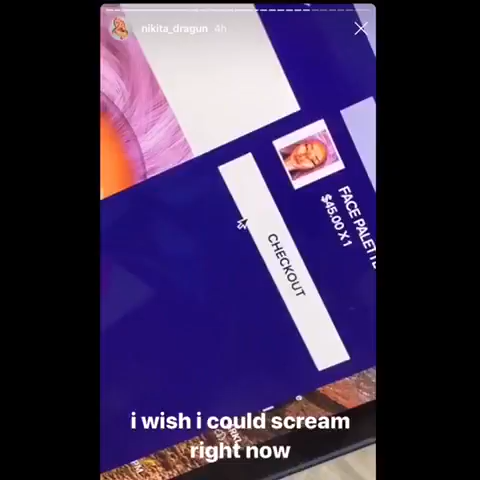 nikita_dragun 4h
FACE PALETTE
$45.00 X 1
CHECKOUT
i wish i could scream
right now